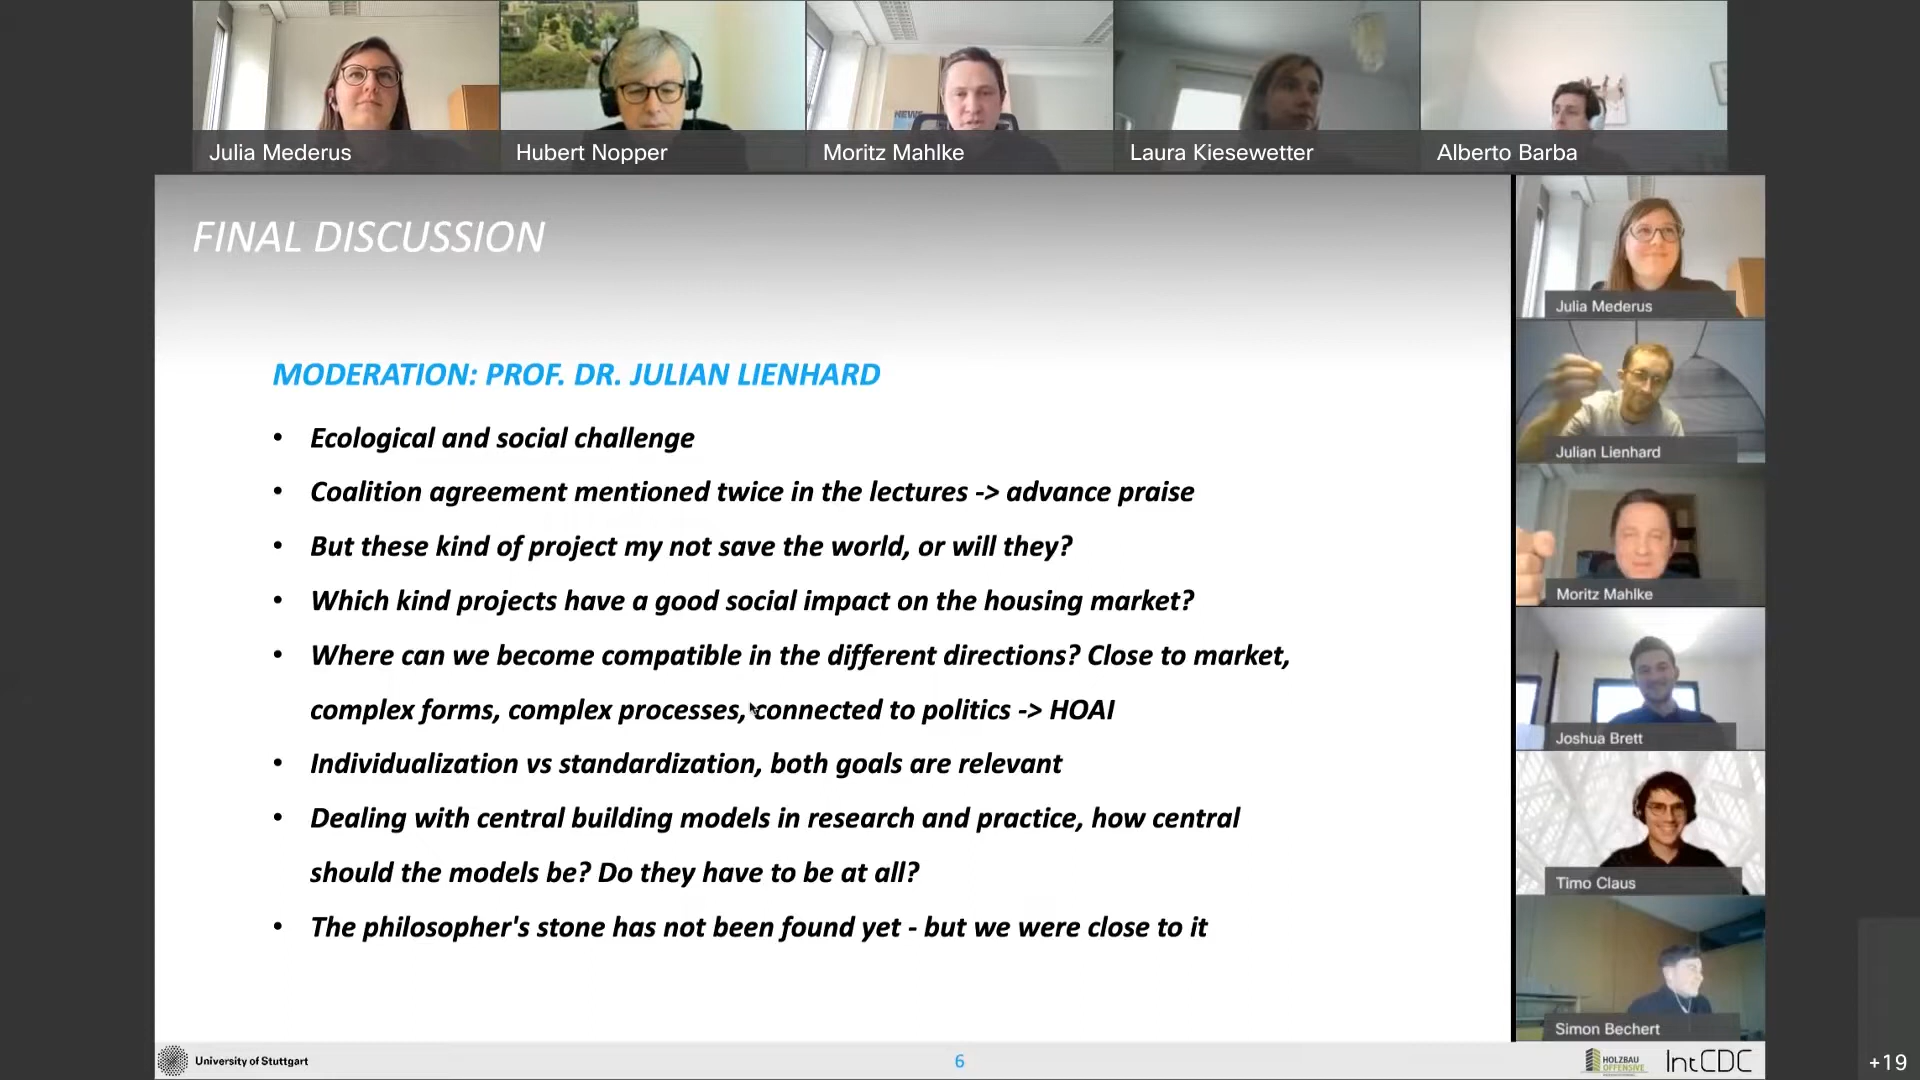 Julia Mederus
Hubert Nopper
NEWS
Moritz Mahlke
Laura Kiesewetter
Alberto Barba
FINAL DISCUSSION
MODERATION: PROF. DR. JULIAN LIENHARD
• Ecological and social challenge
• Coalition agreement mentioned twice in the lectures -> advance praise
• But these kind of project my not save the world, or will they?
• Which kind projects have a good social impact on the housing market?
• Where can we become compatible in the different directions? Close to market,
complex forms, complex processes, connected to politics -> HOAI
• Individualization vs standardization, both goals are relevant
• Dealing with central building models in research and practice, how central
should the models be? Do they have to be at all?
• The philosopher's stone has not been found yet - but we were close to it
Julia Mederus
Julian Lienhard
Moritz Mahlke
Joshua Brett
Timo Claus
Simon Bechert
University of Stuttgart
6
HOLZBAU
OFFENSIVE
IntCDC
+19